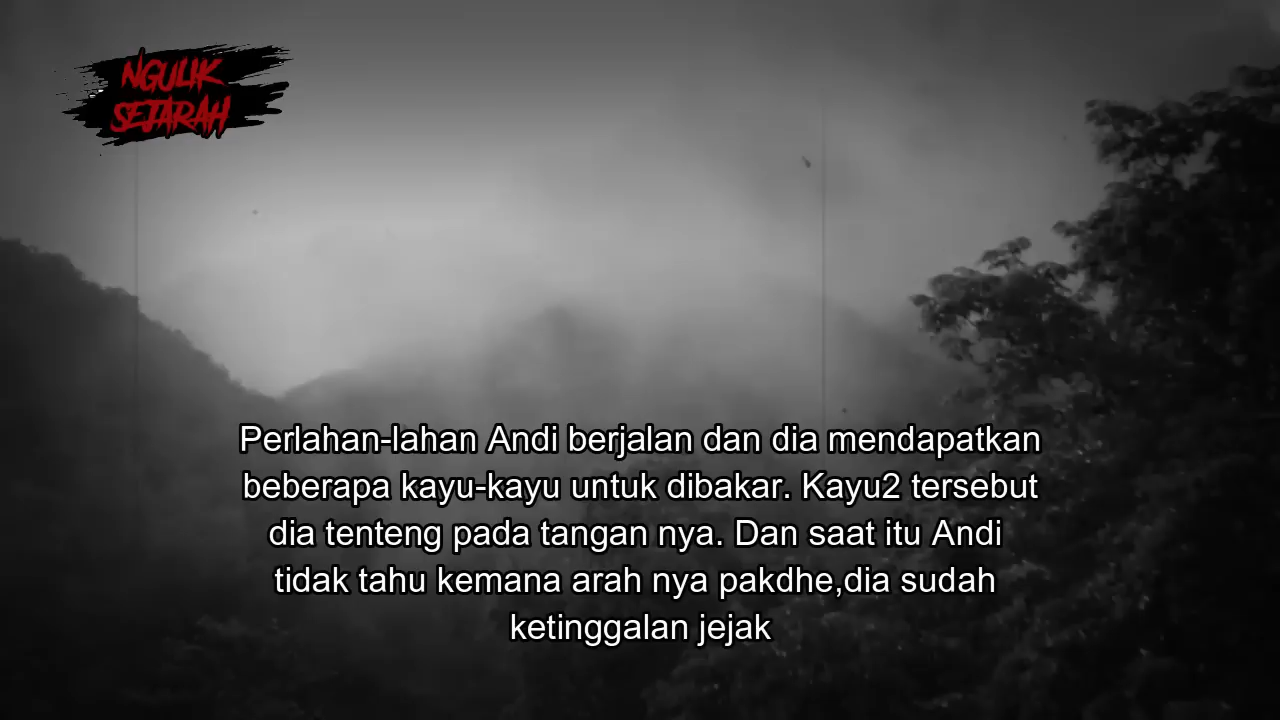 NGULIK
SEJARAH
Perlahan-lahan Andi berjalan dan dia mendapatkan
beberapa kayu-kayu untuk dibakar. Kayu2 tersebut
dia tenteng pada tangan nya. Dan saat itu Andi
tidak tahu kemana arah nya pakdhe,dia sudah
ketinggalan jejak